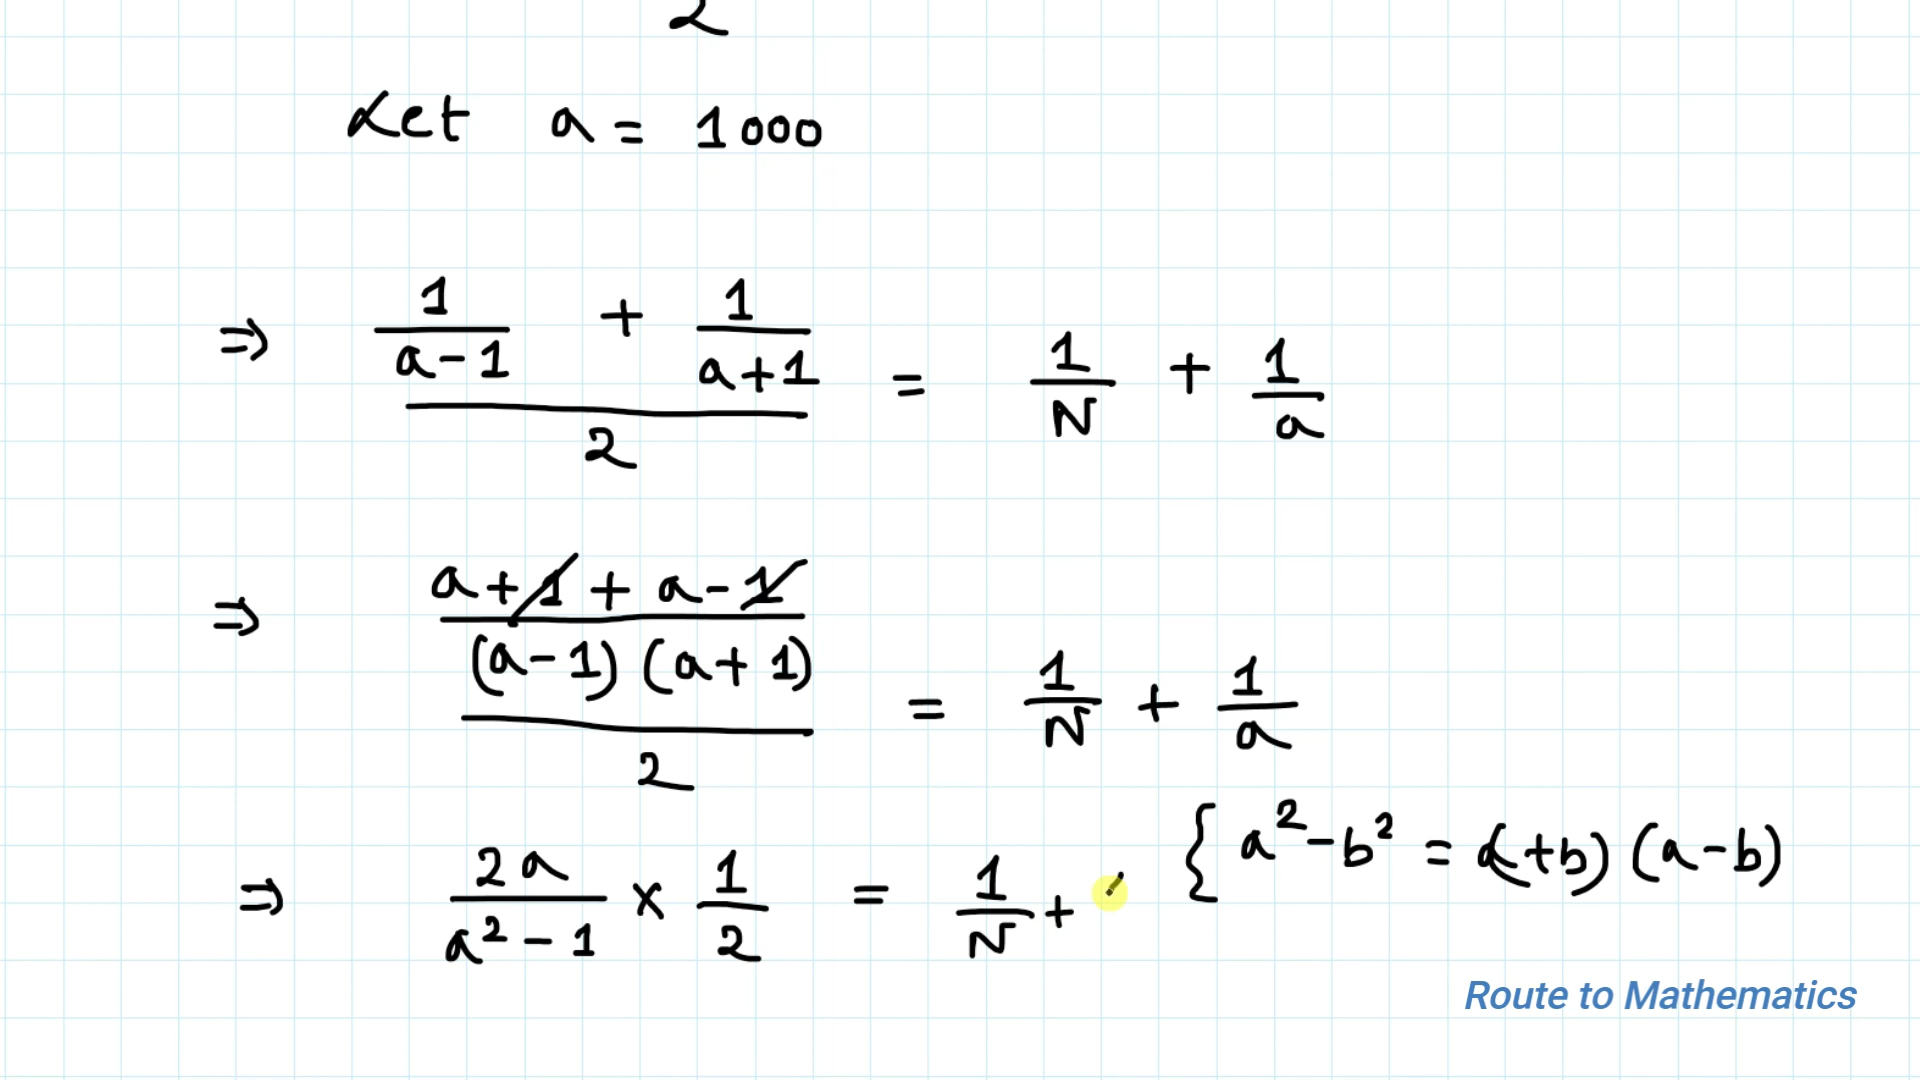 2
Let a = 1000
⇒ (1/(a-1) + 1/(a+1))/2 = 1/N + 1/a
⇒ ((a+1+a-1)/((a-1)(a+1)))/2 = 1/N + 1/a
{ a² - b² = (a+b)(a-b)
⇒ 2a/(a²-1) × 1/2 = 1/N +
Route to Mathematics